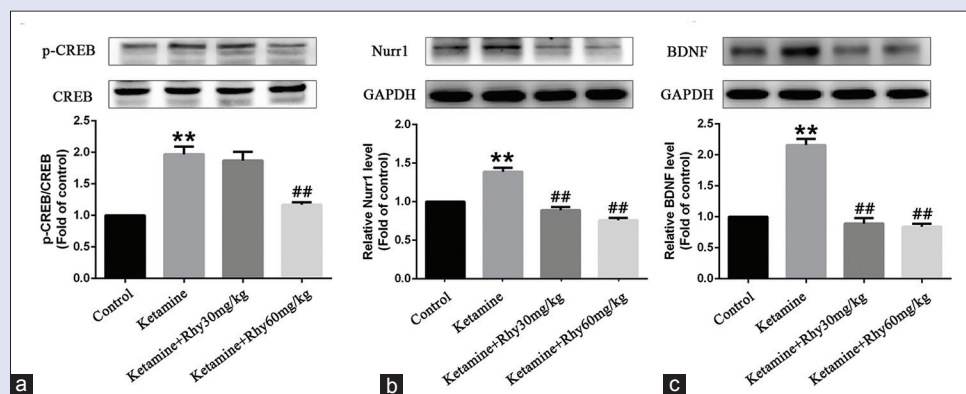 p-CREB
CREB
2.5
2.0
1.5
1.0
0.5
0.0
p-CREB/CREB
(Fold of control)
**
##
Control
Ketamine
Ketamine+Rhy30mg/kg
Ketamine+Rhy60mg/kg
a
Nurr1
GAPDH
2.0
1.5
1.0
0.5
0.0
Relative Nurr1 level
(Fold of control)
**
##
##
Control
Ketamine
Ketamine+Rhy30mg/kg
Ketamine+Rhy60mg/kg
b
BDNF
GAPDH
2.5
2.0
1.5
1.0
0.5
0.0
Relative BDNF level
(Fold of control)
**
##
##
Control
Ketamine
Ketamine+Rhy30mg/kg
Ketamine+Rhy60mg/kg
c